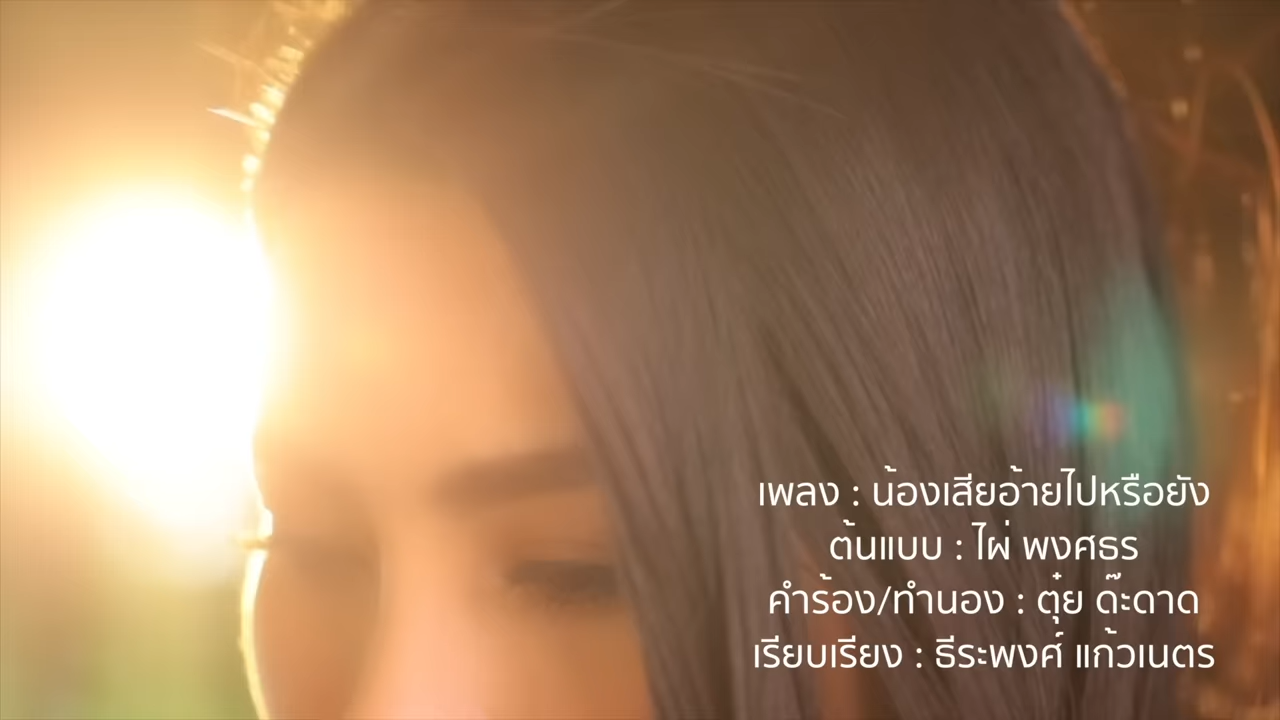 เพลง : น้องเสียอ้ายไปหรือยัง
ต้นแบบ : ไผ่ พงศธร
คำร้อง/ทำนอง : ตุ๋ย ด๊ะดาด
เรียบเรียง : ธีระพงศ์ แก้วเนตร